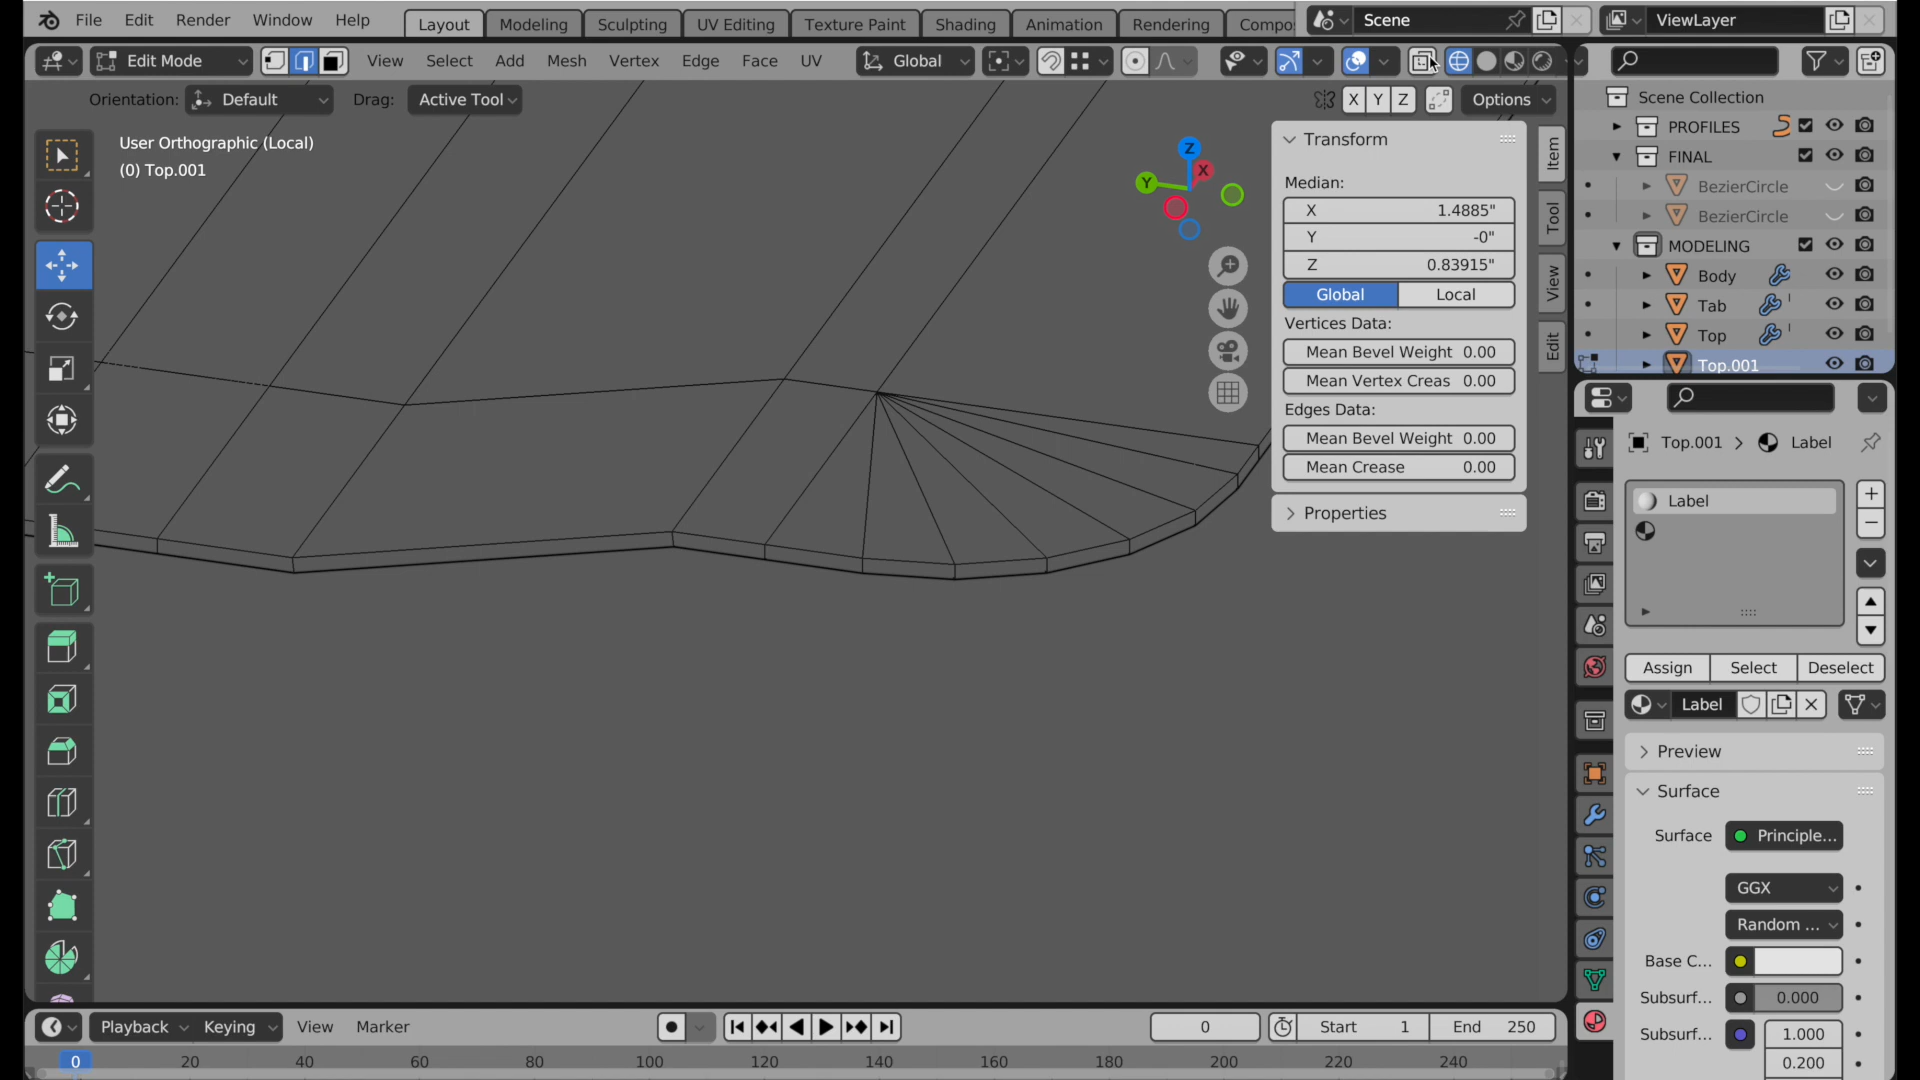 File Edit Render Window Help Layout Modeling Sculpting UV Editing Texture Paint Shading Animation Rendering Compo Scene ViewLayer
Edit Mode View Select Add Mesh Vertex Edge Face UV Global
Orientation: Default Drag: Active Tool X Y Z Options
User Orthographic (Local)
(0) Top.001
Z
X
Y
Transform
Median:
X 1.4885"
Y -0"
Z 0.83915"
Global Local
Vertices Data:
Mean Bevel Weight 0.00
Mean Vertex Creas 0.00
Edges Data:
Mean Bevel Weight 0.00
Mean Crease 0.00
Properties
Item
Tool
View
Edit
Scene Collection
PROFILES
FINAL
BezierCircle
BezierCircle
MODELING
Body
Tab
Top
Top.001
Top.001 > Label
Label
Assign Select Deselect
Label
Preview
Surface
Surface Principle...
GGX
Random ...
Base C...
Subsurf... 0.000
Subsurf... 1.000
0.200
Playback Keying View Marker 0 Start 1 End 250
0 20 40 60 80 100 120 140 160 180 200 220 240